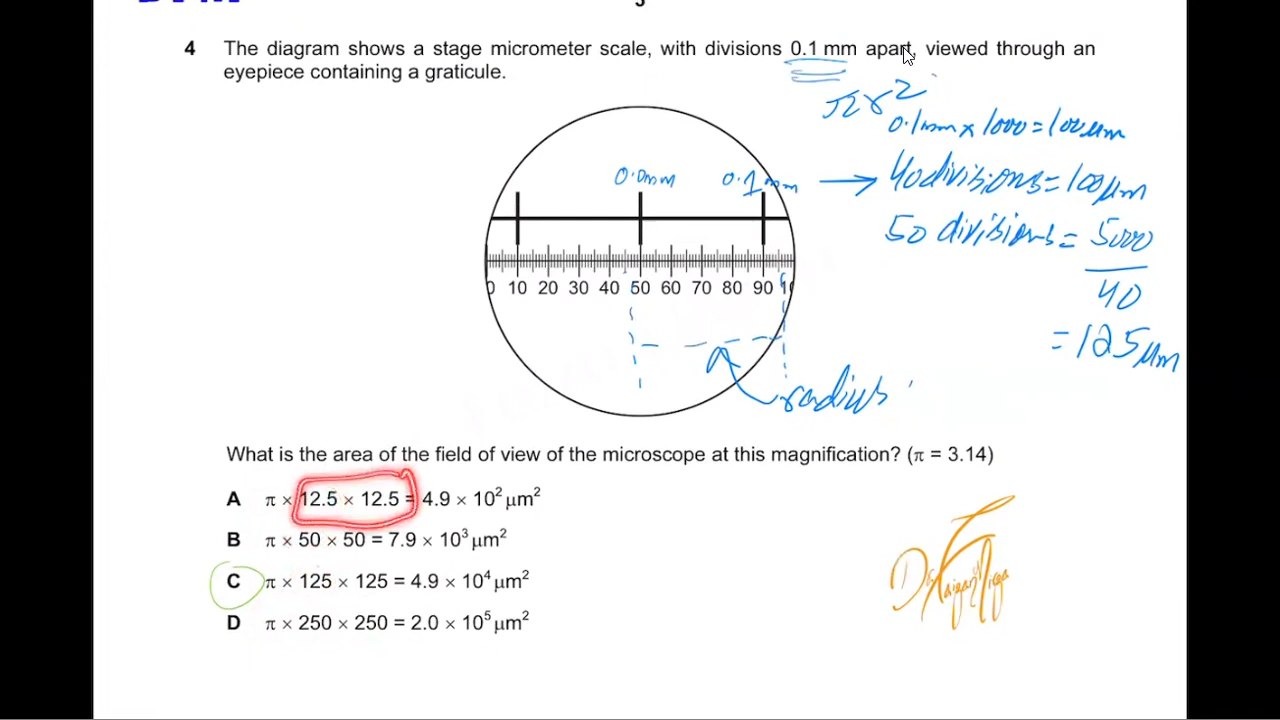 4 The diagram shows a stage micrometer scale, with divisions 0.1 mm apart, viewed through an
eyepiece containing a graticule.
πr²
0.1mm x 1000 = 100µm
0.0mm 0.1mm → 40 divisions = 100µm
50 divisions = 5000
40
= 125µm
0 10 20 30 40 50 60 70 80 90 10
radius
What is the area of the field of view of the microscope at this magnification? (π = 3.14)
A π × 12.5 × 12.5 = 4.9 × 10² µm²
B π × 50 × 50 = 7.9 × 10³ µm²
C π × 125 × 125 = 4.9 × 10⁴ µm²
D π × 250 × 250 = 2.0 × 10⁵ µm²